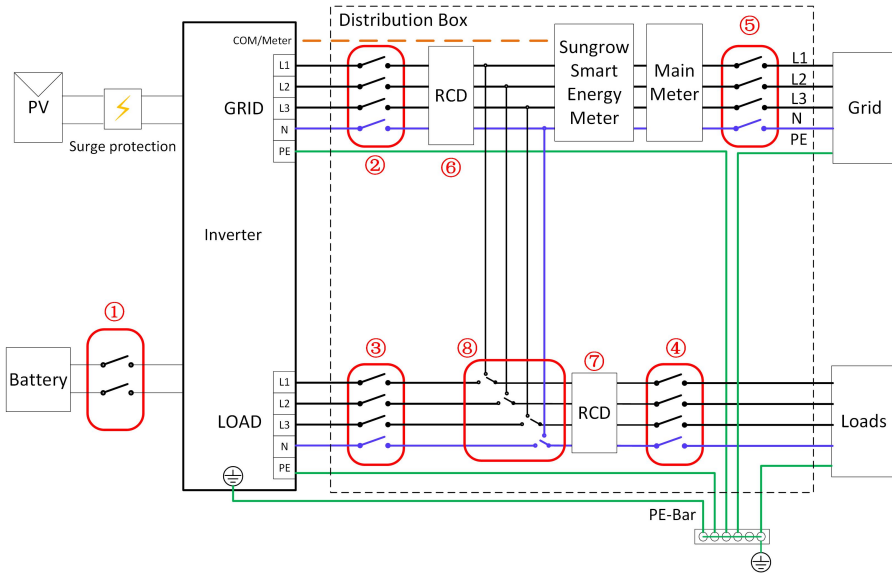 Distribution Box
⑤
COM/Meter
Sungrow
Smart
Energy
Meter
Main
Meter
L1
L1
L2
L2
L3
L3
N
N
PE
PE
PV
GRID
RCD
Grid
Surge protection
②
⑥
Inverter
①
③
⑧
⑦
④
Battery
L1
L2
L3
N
PE
LOAD
RCD
Loads
PE-Bar